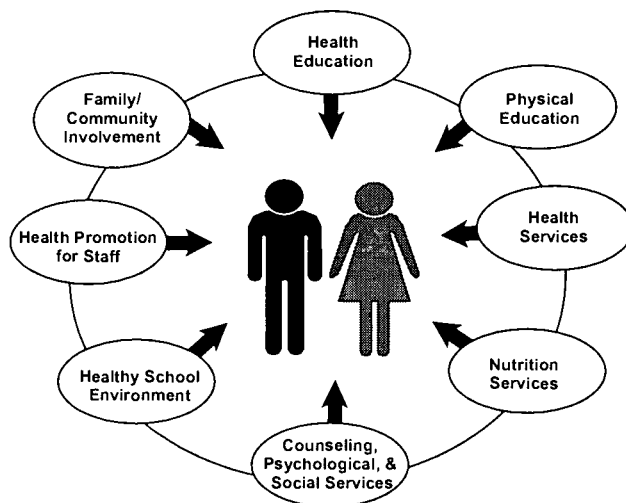 Health
Education
Physical
Education
Health
Services
Nutrition
Services
Counseling,
Psychological, &
Social Services
Healthy School
Environment
Health Promotion
for Staff
Family/
Community
Involvement